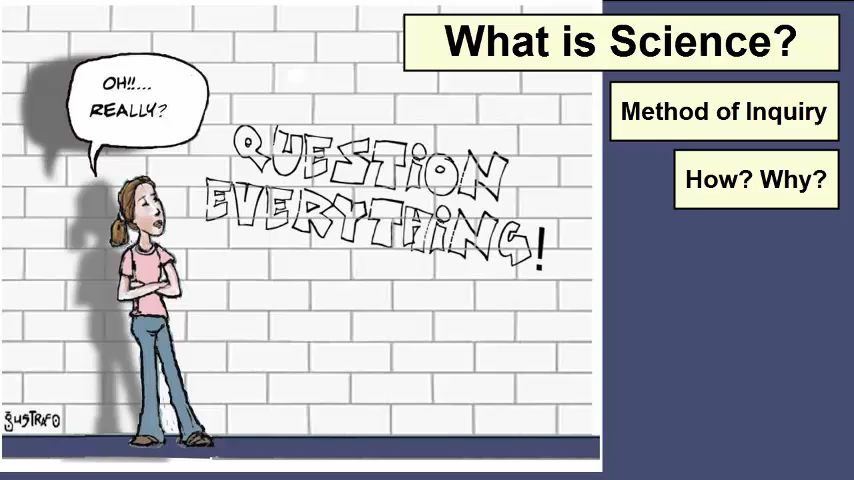 What is Science?
Method of Inquiry
How? Why?
OH!!...
REALLY?
QUESTION
EVERYTHING!
gustrafo